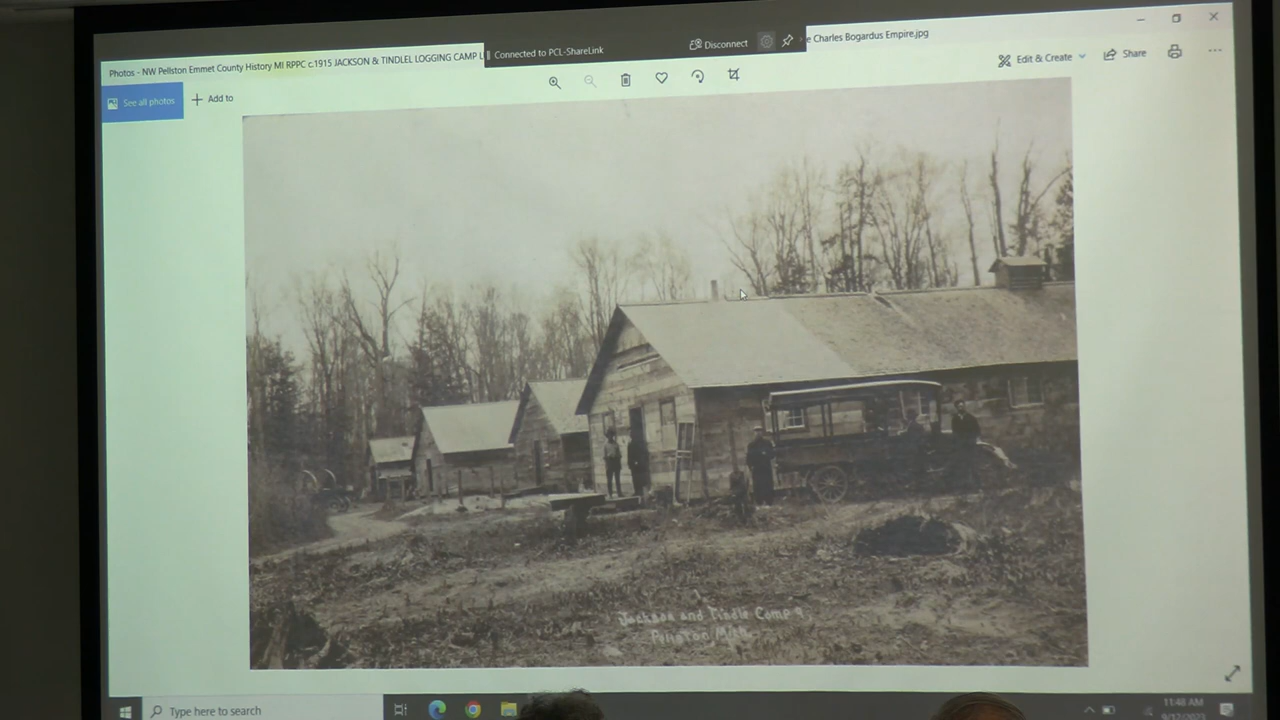 Photos - NW Pellston Emmet County History MI RPPC c.1915 JACKSON & TINDEL LOGGING CAMP L
Connected to PCL-ShareLink
Disconnect
e Charles Bogardus Empire.jpg
See all photos
Add to
Edit & Create
Share
Jackson and Tindle Camp 9
Pellston, Mich.
Type here to search
11:48 AM